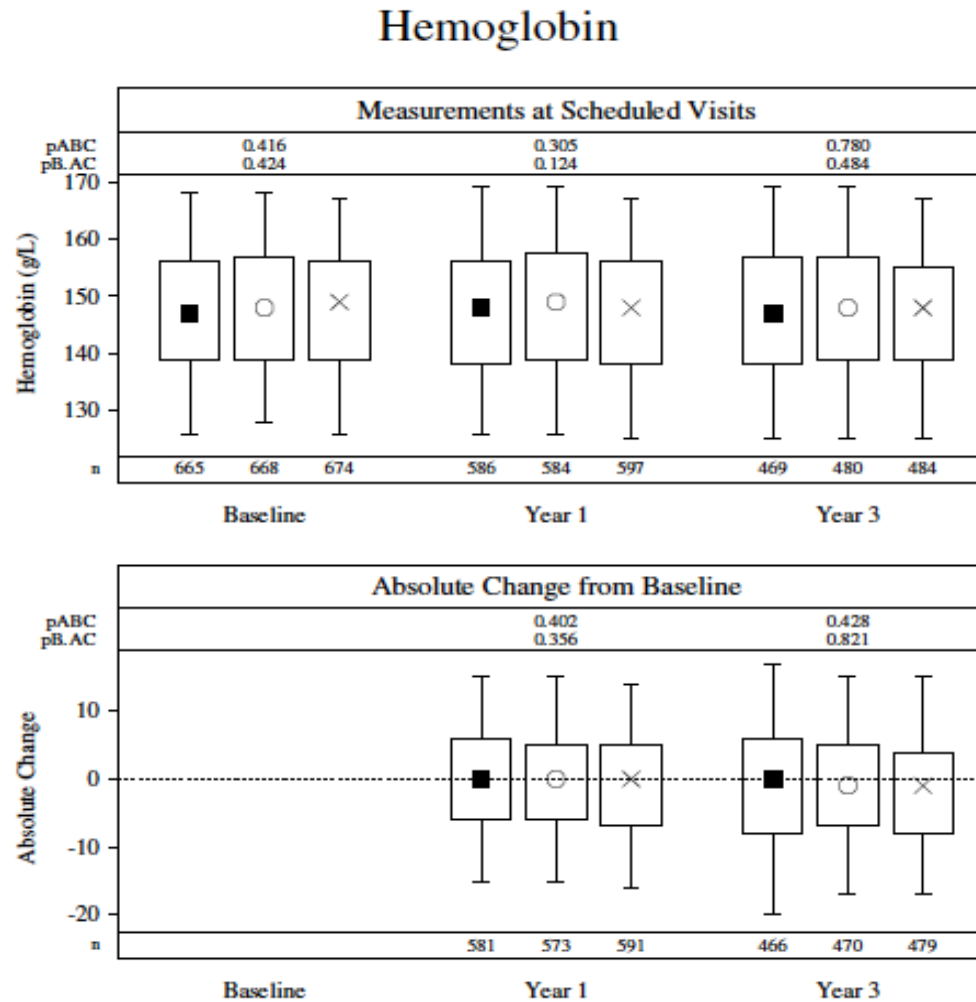 Hemoglobin
Measurements at Scheduled Visits
pABC 0.416 0.305 0.780
pB.AC 0.424 0.124 0.484
Hemoglobin (g/L)
170
160
150
140
130
n 665 668 674 586 584 597 469 480 484
Baseline Year 1 Year 3
Absolute Change from Baseline
pABC 0.402 0.428
pB.AC 0.356 0.821
Absolute Change
10
0
-10
-20
n 581 573 591 466 470 479
Baseline Year 1 Year 3